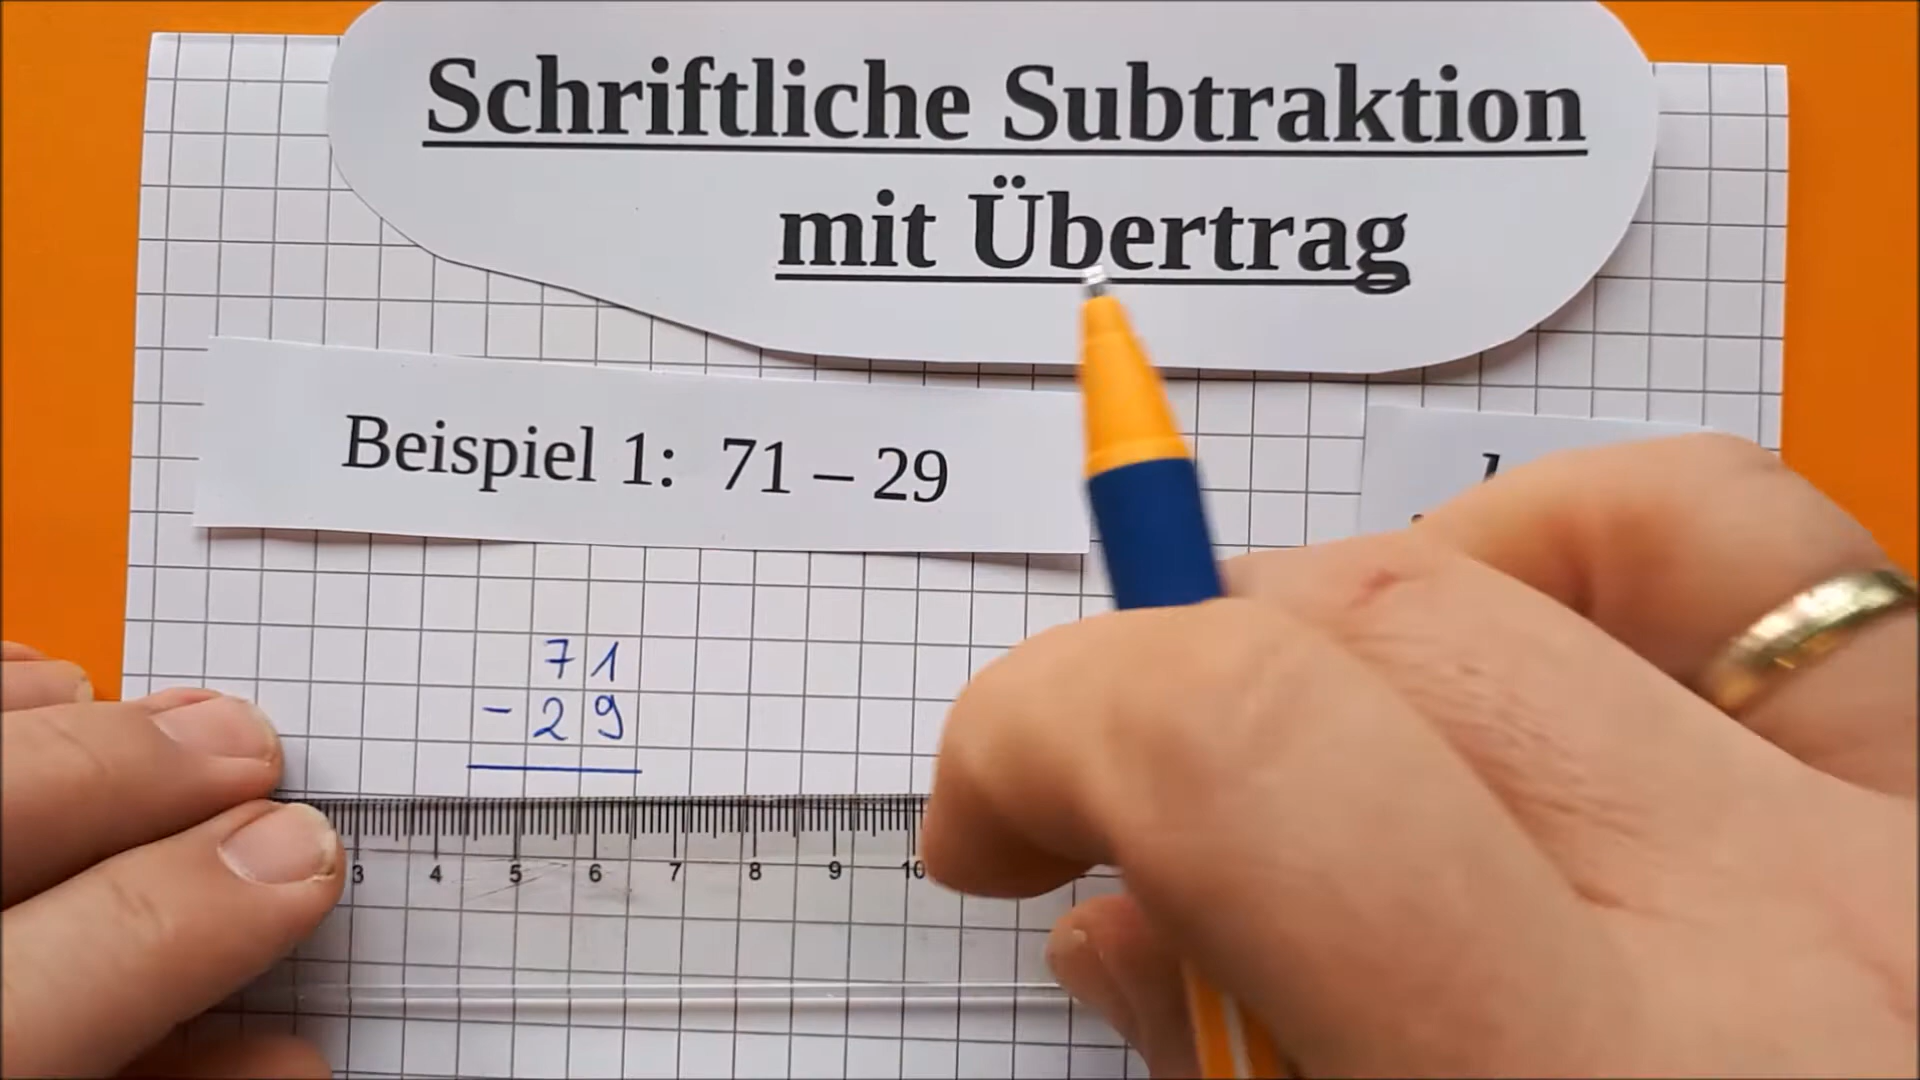 Schriftliche Subtraktion
mit Übertrag
Beispiel 1: 71 – 29
71
- 29
3 4 5 6 7 8 9 10